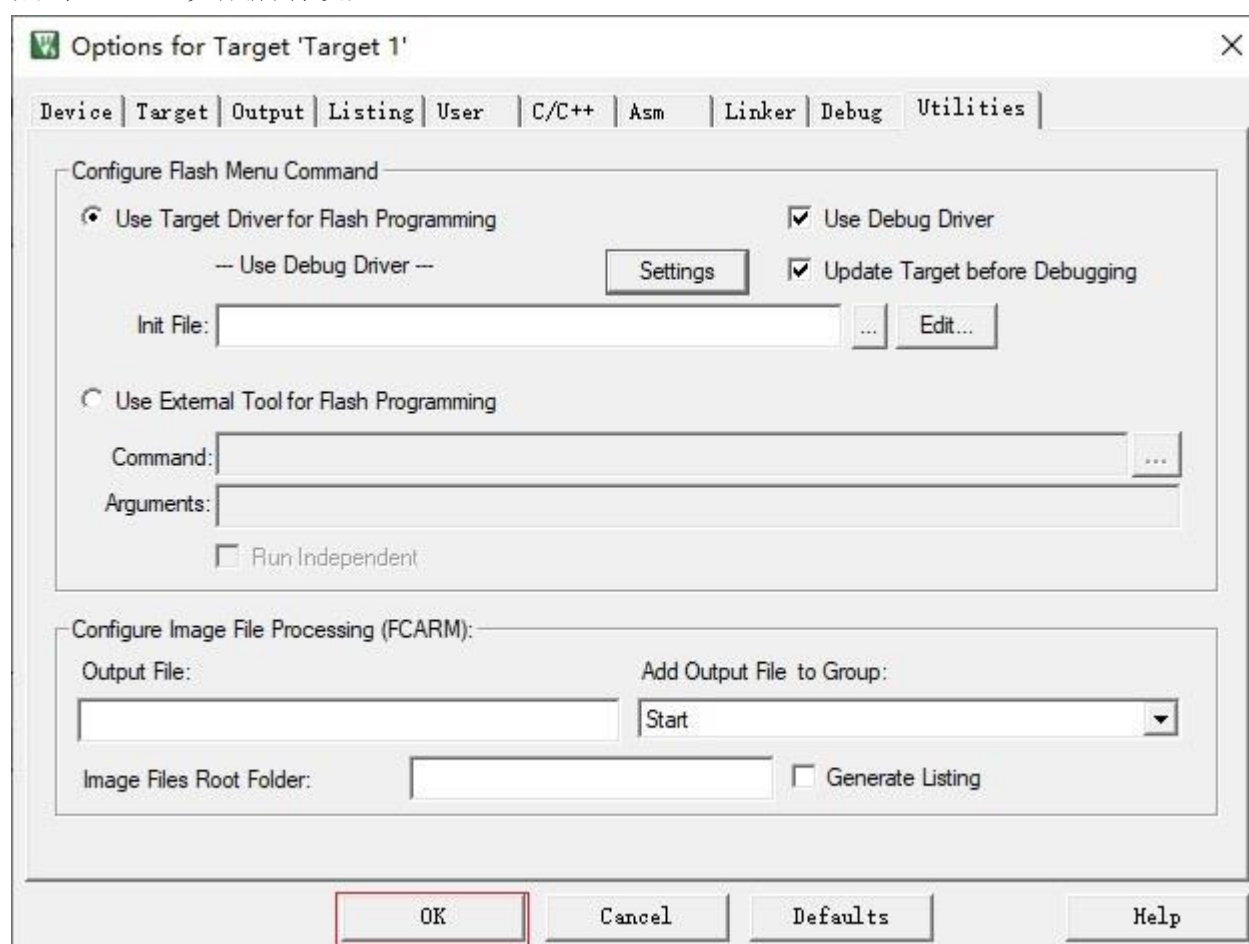 Options for Target 'Target 1'
Device Target Output Listing User C/C++ Asm Linker Debug Utilities
Configure Flash Menu Command
Use Target Driver for Flash Programming Use Debug Driver
--- Use Debug Driver --- Settings Update Target before Debugging
Init File: ... Edit...
Use External Tool for Flash Programming
Command: ...
Arguments:
Run Independent
Configure Image File Processing (FCARM):
Output File: Add Output File to Group:
Start
Image Files Root Folder: Generate Listing
OK Cancel Defaults Help